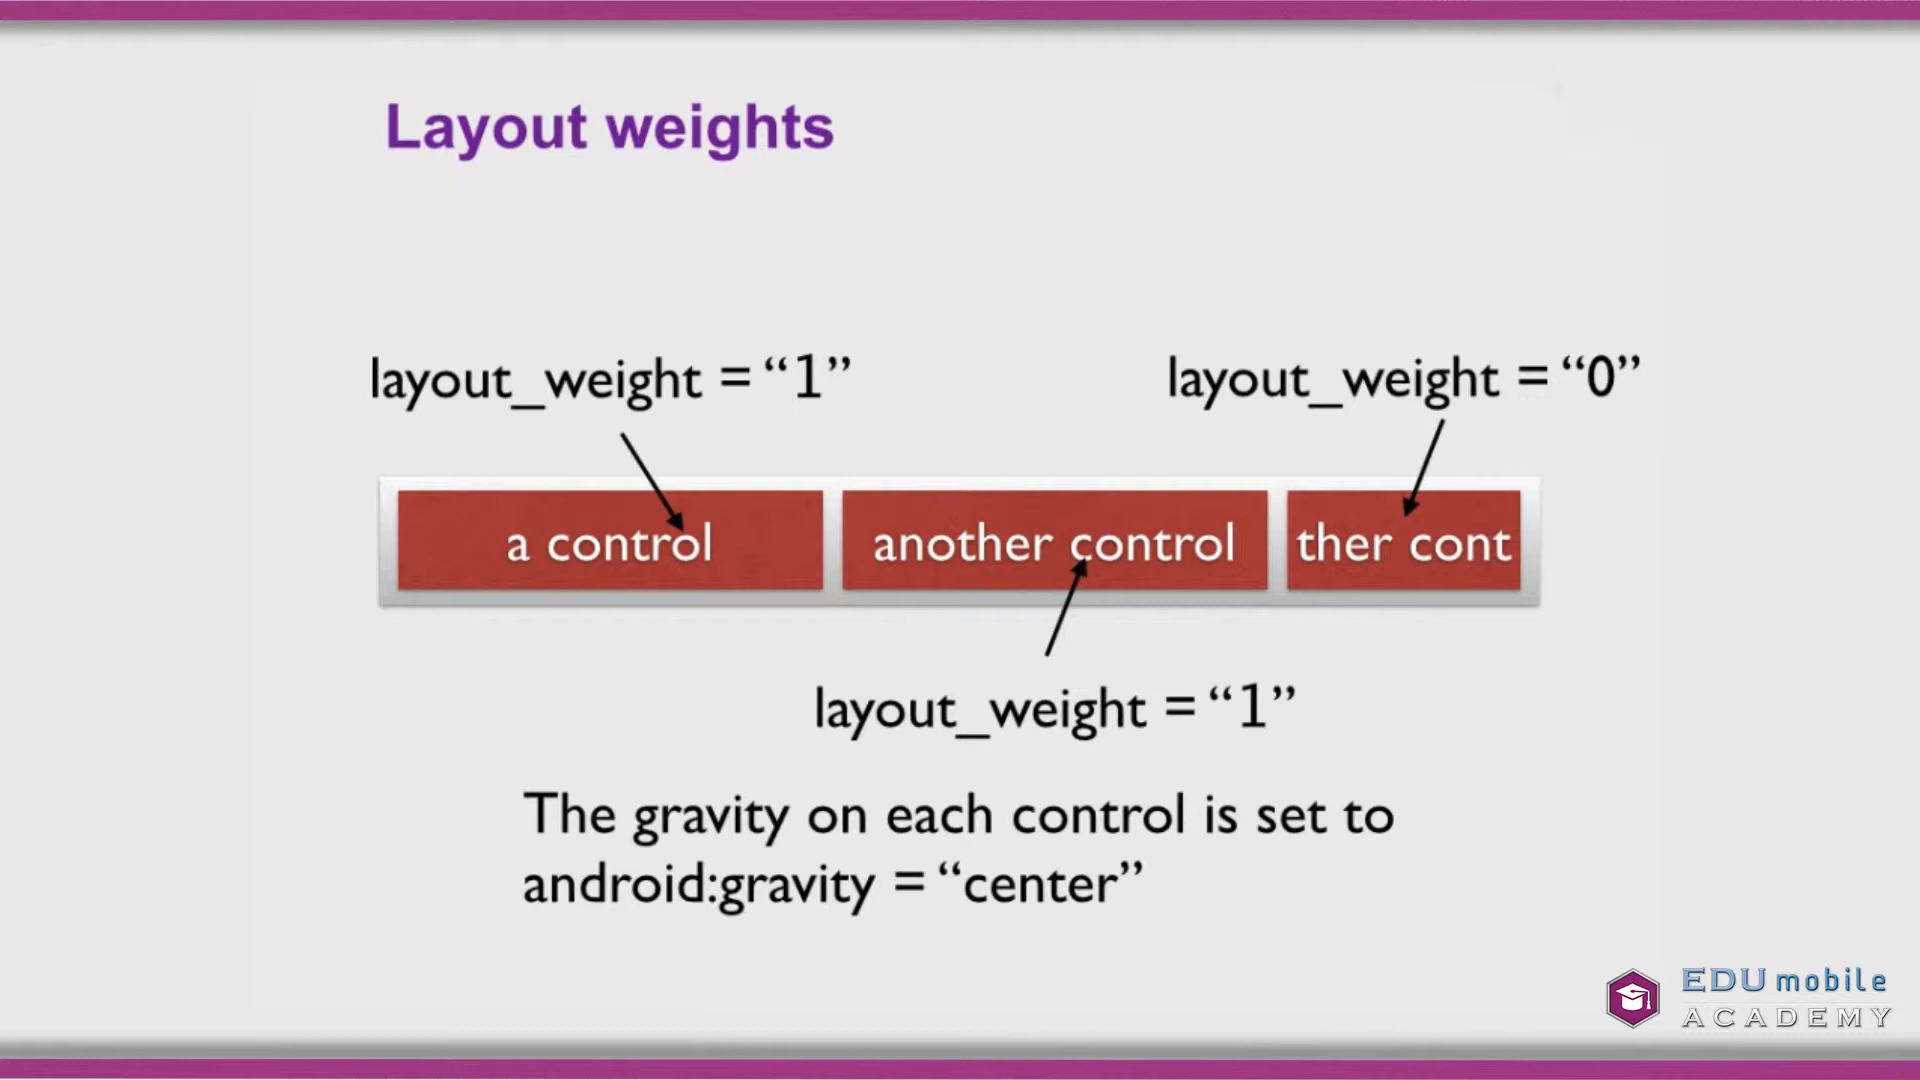 Layout weights
layout_weight = “1”
layout_weight = “0”
a control
another control
ther cont
layout_weight = “1”
The gravity on each control is set to
android:gravity = “center”
EDU mobile
ACADEMY